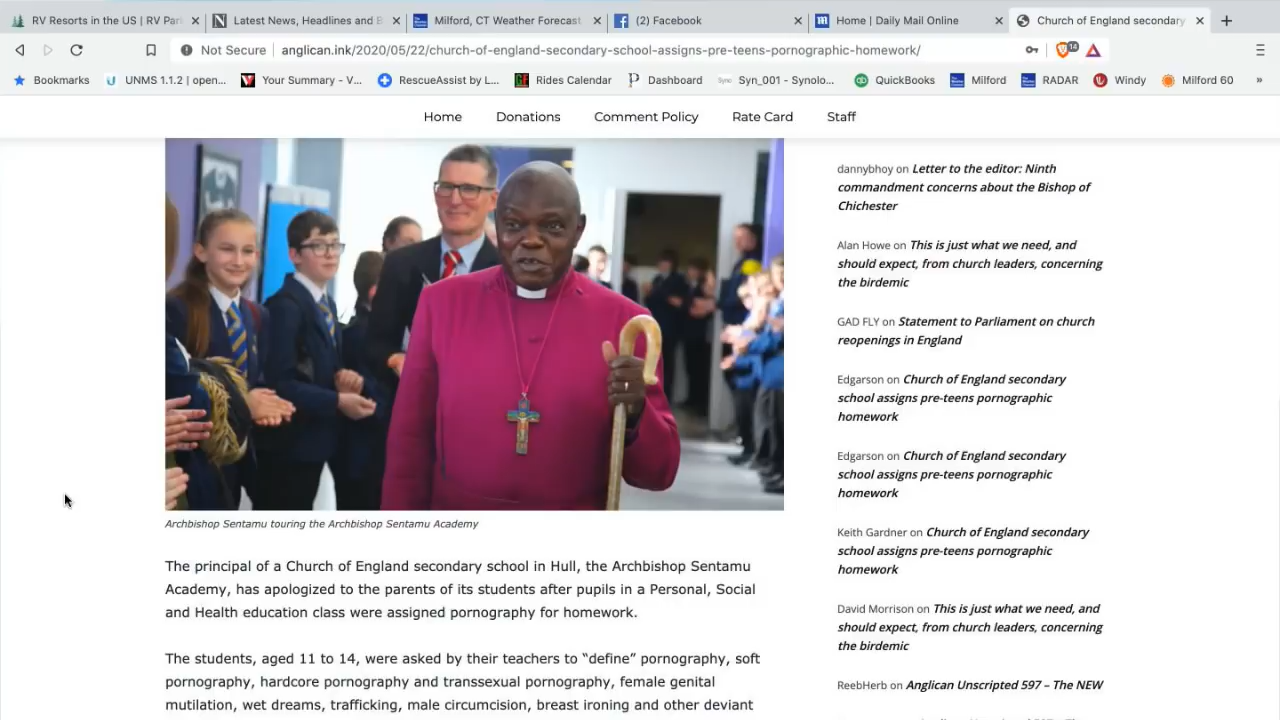 RV Resorts in the US | RV Par
Latest News, Headlines and B
Milford, CT Weather Forecast
(2) Facebook
Home | Daily Mail Online
Church of England secondary
Not Secure
anglican.ink/2020/05/22/church-of-england-secondary-school-assigns-pre-teens-pornographic-homework/
14
Bookmarks
UNMS 1.1.2 | open...
Your Summary - V...
RescueAssist by L...
Rides Calendar
Dashboard
Syn_001 - Synolo...
QuickBooks
Milford
RADAR
Windy
Milford 60
»
Home
Donations
Comment Policy
Rate Card
Staff
Archbishop Sentamu touring the Archbishop Sentamu Academy
The principal of a Church of England secondary school in Hull, the Archbishop Sentamu
Academy, has apologized to the parents of its students after pupils in a Personal, Social
and Health education class were assigned pornography for homework.
The students, aged 11 to 14, were asked by their teachers to “define” pornography, soft
pornography, hardcore pornography and transsexual pornography, female genital
mutilation, wet dreams, trafficking, male circumcision, breast ironing and other deviant
dannybhoy on Letter to the editor: Ninth
commandment concerns about the Bishop of
Chichester
Alan Howe on This is just what we need, and
should expect, from church leaders, concerning
the birdemic
GAD FLY on Statement to Parliament on church
reopenings in England
Edgarson on Church of England secondary
school assigns pre-teens pornographic
homework
Edgarson on Church of England secondary
school assigns pre-teens pornographic
homework
Keith Gardner on Church of England secondary
school assigns pre-teens pornographic
homework
David Morrison on This is just what we need, and
should expect, from church leaders, concerning
the birdemic
ReebHerb on Anglican Unscripted 597 – The NEW